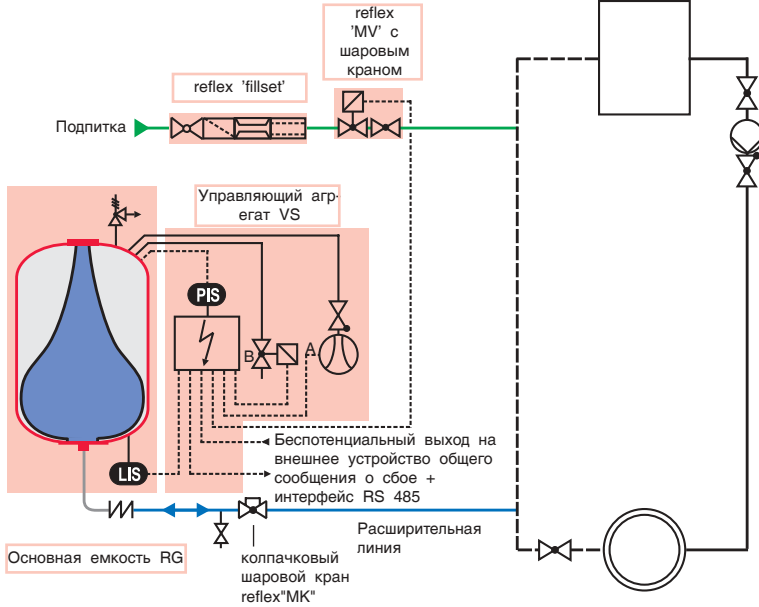 reflex
'MV' с
шаровым
краном
reflex 'fillset'
Подпитка
Управляющий агр-
егат VS
PIS
B
A
LIS
Беспотенциальный выход на
внешнее устройство общего
сообщения о сбое +
интерфейс RS 485
Расширительная
линия
Основная емкость RG
колпачковый
шаровой кран
reflex"MK"